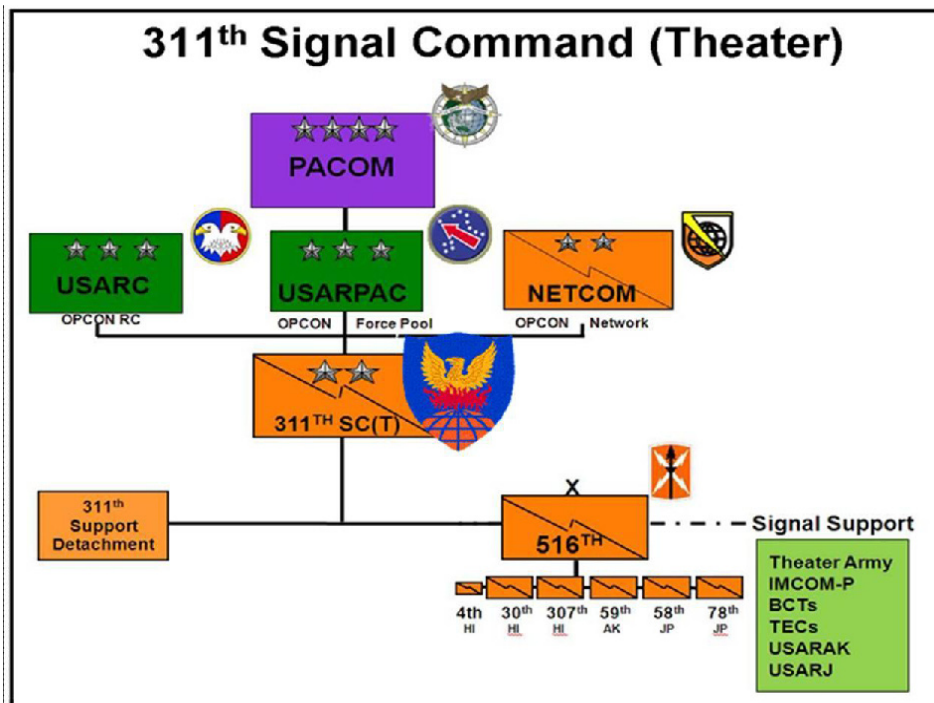 311th Signal Command (Theater)
PACOM
USARC
USARPAC
NETCOM
OPCON RC
OPCON Force Pool
OPCON Network
311TH SC(T)
311th
Support
Detachment
X
516TH
Signal Support
4th 30th 307th 59th 58th 78th
HI HI HI AK JP JP
Theater Army
IMCOM-P
BCTs
TECs
USARAK
USARJ